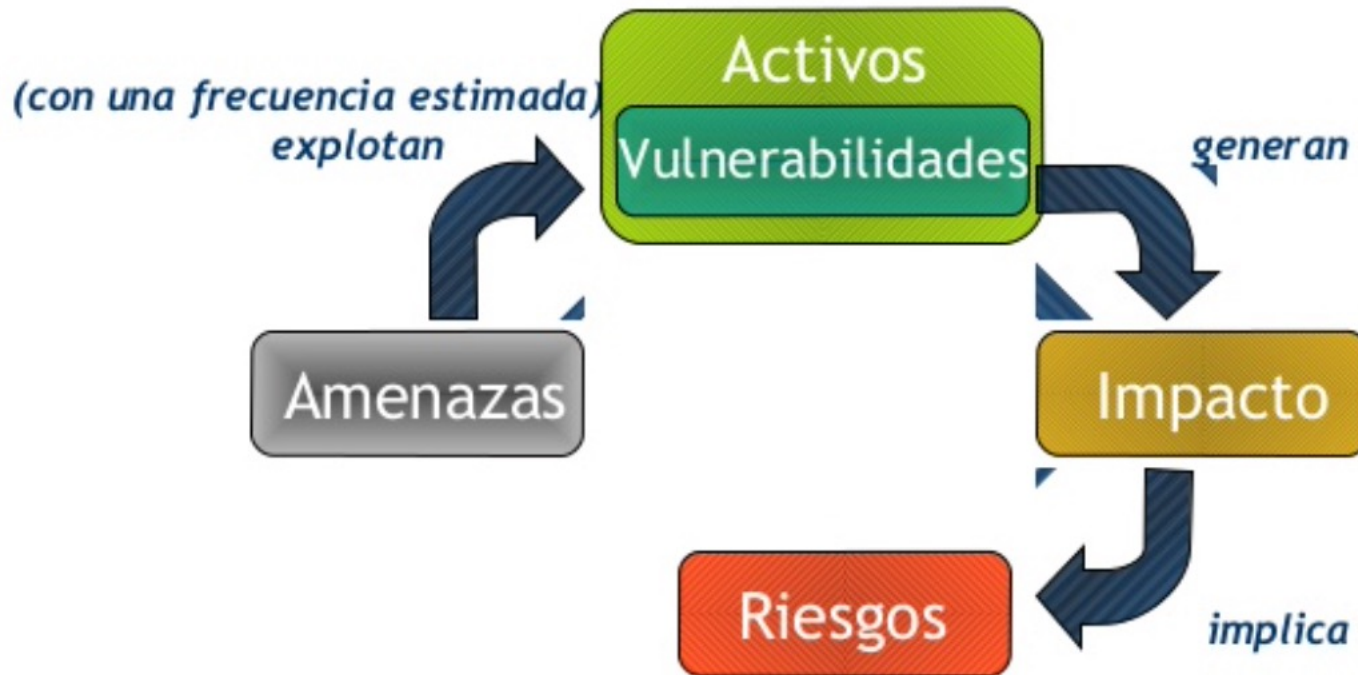 Activos
(con una frecuencia estimada)
explotan
Vulnerabilidades
generan
Amenazas
Impacto
Riesgos
implica